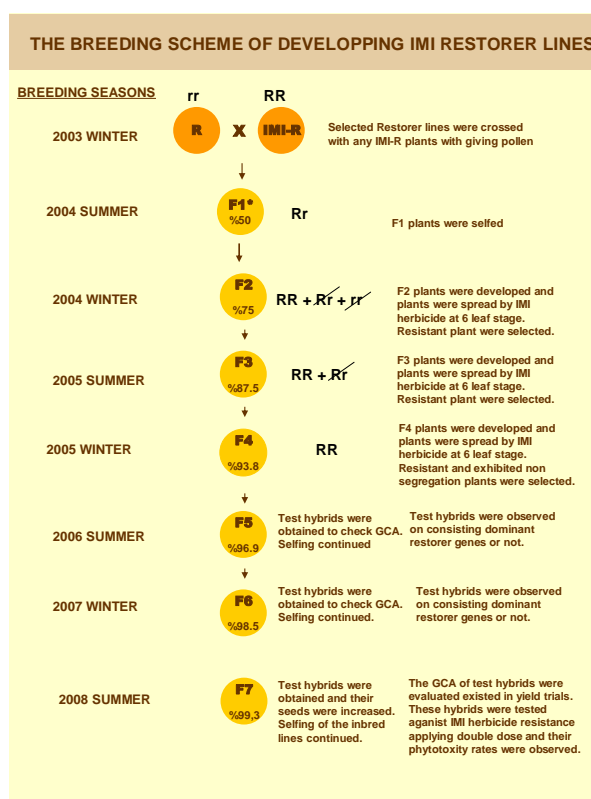 THE BREEDING SCHEME OF DEVELOPPING IMI RESTORER LINES
BREEDING SEASONS
rr
RR
2003 WINTER
R
X
IMI-R
Selected Restorer lines were crossed
with any IMI-R plants with giving pollen
2004 SUMMER
F1*
%50
Rr
F1 plants were selfed
2004 WINTER
F2
%75
RR + Rr + rr
F2 plants were developed and
plants were spread by IMI
herbicide at 6 leaf stage.
Resistant plant were selected.
2005 SUMMER
F3
%87.5
RR + Rr
F3 plants were developed and
plants were spread by IMI
herbicide at 6 leaf stage.
Resistant plant were selected.
2005 WINTER
F4
%93.8
RR
F4 plants were developed and
plants were spread by IMI
herbicide at 6 leaf stage.
Resistant and exhibited non
segregation plants were selected.
2006 SUMMER
F5
%96.9
Test hybrids were
obtained to check GCA.
Selfing continued
Test hybrids were observed
on consisting dominant
restorer genes or not.
2007 WINTER
F6
%98.5
Test hybrids were
obtained to check GCA.
Selfing continued.
Test hybrids were observed
on consisting dominant
restorer genes or not.
2008 SUMMER
F7
%99,3
Test hybrids were
obtained and their
seeds were increased.
Selfing of the inbred
lines continued.
The GCA of test hybrids were
evaluated existed in yield trials.
These hybrids were tested
aganist IMI herbicide resistance
applying double dose and their
phytotoxity rates were observed.